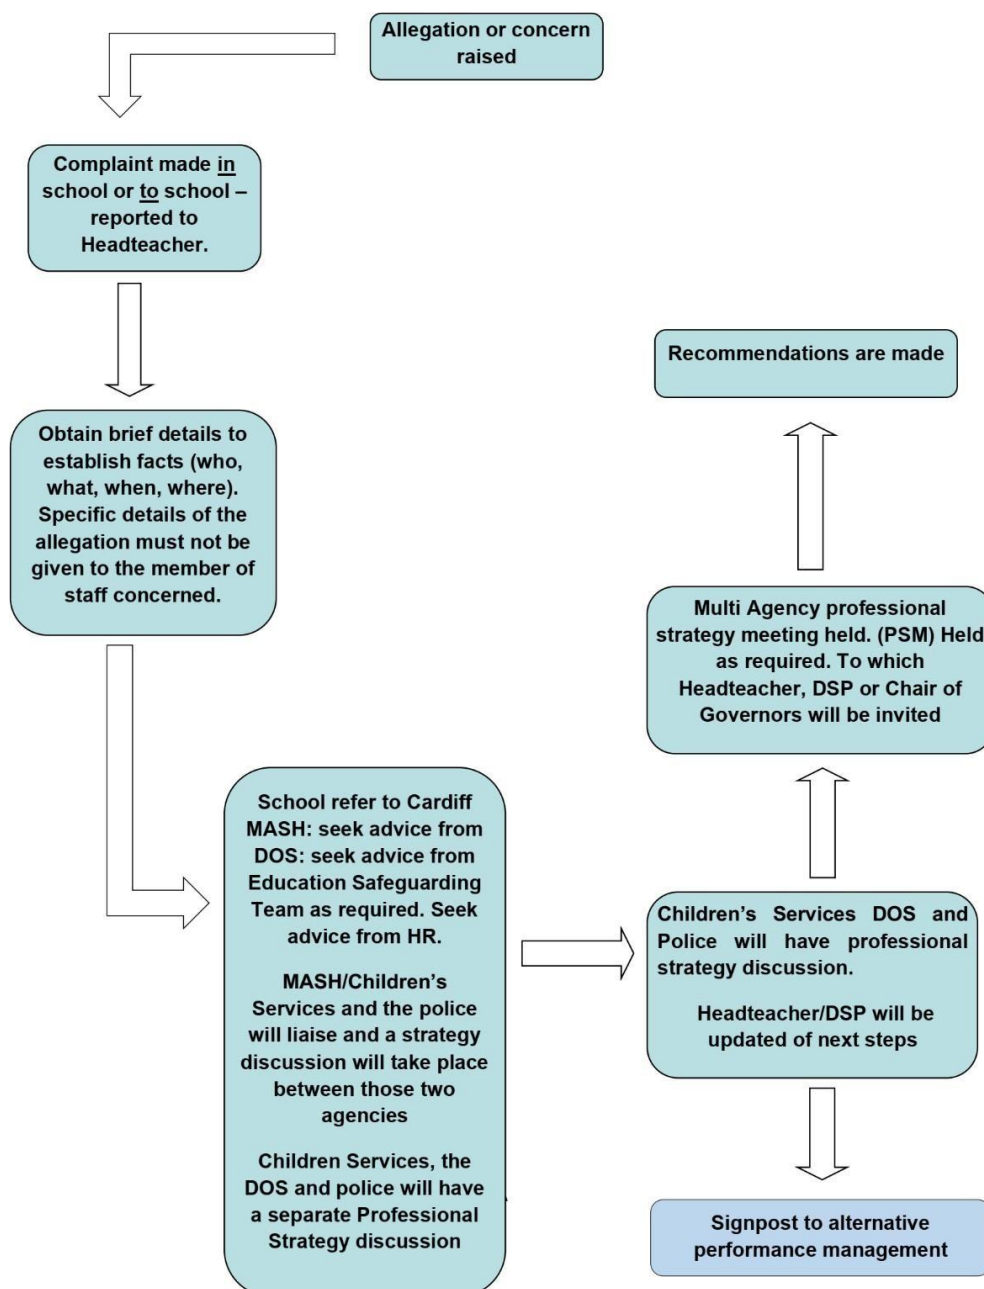 Allegation or concern
raised
Complaint made in
school or to school –
reported to
Headteacher.
Obtain brief details to
establish facts (who,
what, when, where).
Specific details of the
allegation must not be
given to the member of
staff concerned.
School refer to Cardiff
MASH: seek advice from
DOS: seek advice from
Education Safeguarding
Team as required. Seek
advice from HR.
MASH/Children’s
Services and the police
will liaise and a strategy
discussion will take place
between those two
agencies
Children Services, the
DOS and police will have
a separate Professional
Strategy discussion
Children’s Services DOS and
Police will have professional
strategy discussion.
Headteacher/DSP will be
updated of next steps
Multi Agency professional
strategy meeting held. (PSM) Held
as required. To which
Headteacher, DSP or Chair of
Governors will be invited
Recommendations are made
Signpost to alternative
performance management